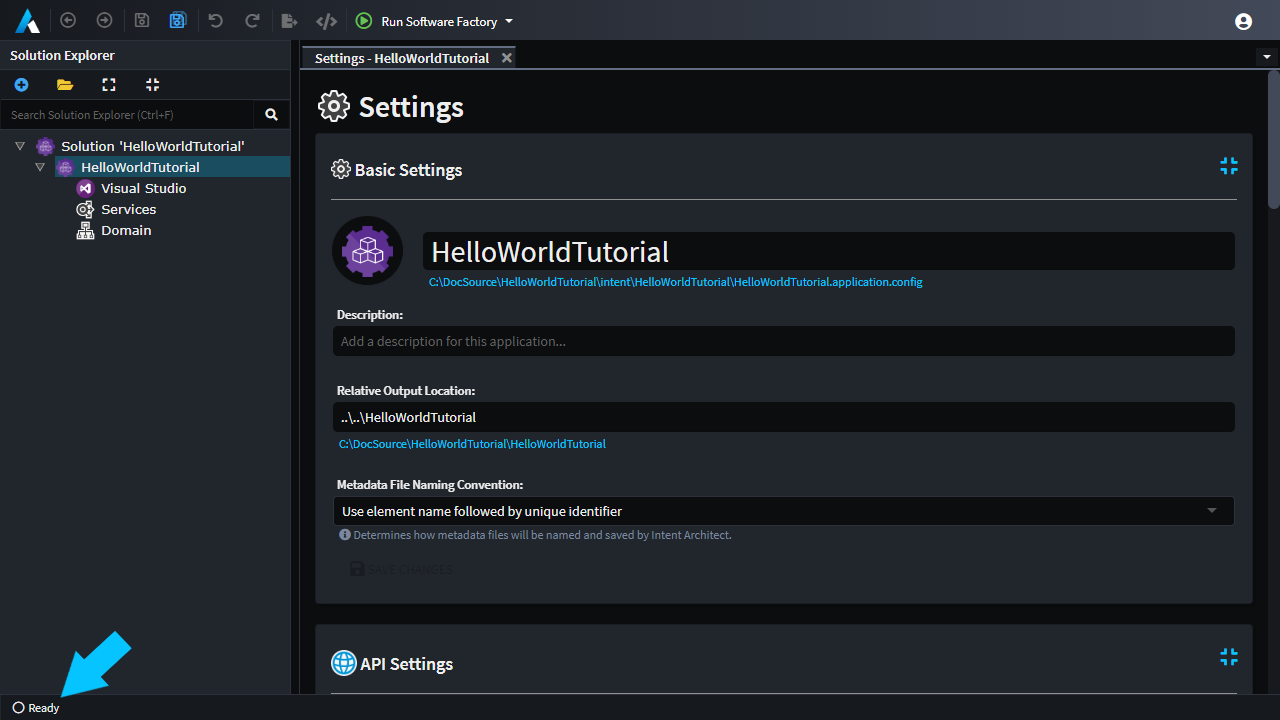 Run Software Factory
Solution Explorer
Search Solution Explorer (Ctrl+F)
Solution 'HelloWorldTutorial'
HelloWorldTutorial
Visual Studio
Services
Domain
Settings - HelloWorldTutorial
Settings
Basic Settings
HelloWorldTutorial
C:\DocSource\HelloWorldTutorial\intent\HelloWorldTutorial\HelloWorldTutorial.application.config
Description:
Add a description for this application...
Relative Output Location:
..\..\HelloWorldTutorial
C:\DocSource\HelloWorldTutorial\HelloWorldTutorial
Metadata File Naming Convention:
Use element name followed by unique identifier
Determines how metadata files will be named and saved by Intent Architect.
SAVE CHANGES
API Settings
Ready